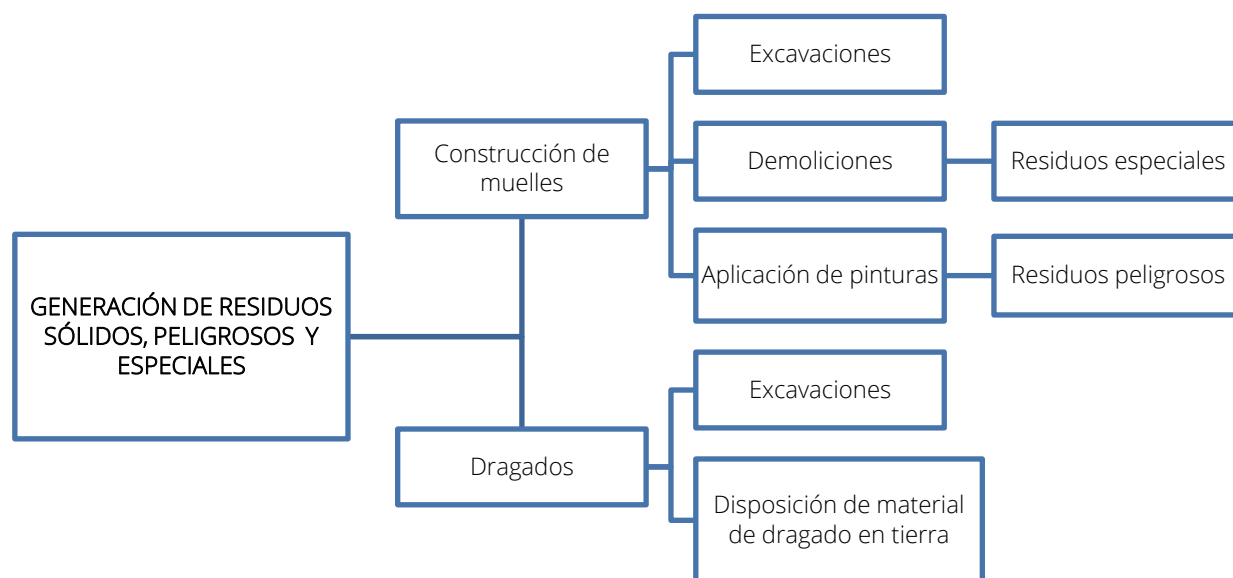 GENERACIÓN DE RESIDUOS
SÓLIDOS, PELIGROSOS Y
ESPECIALES
Construcción de
muelles
Excavaciones
Demoliciones
Residuos especiales
Aplicación de pinturas
Residuos peligrosos
Dragados
Excavaciones
Disposición de material
de dragado en tierra